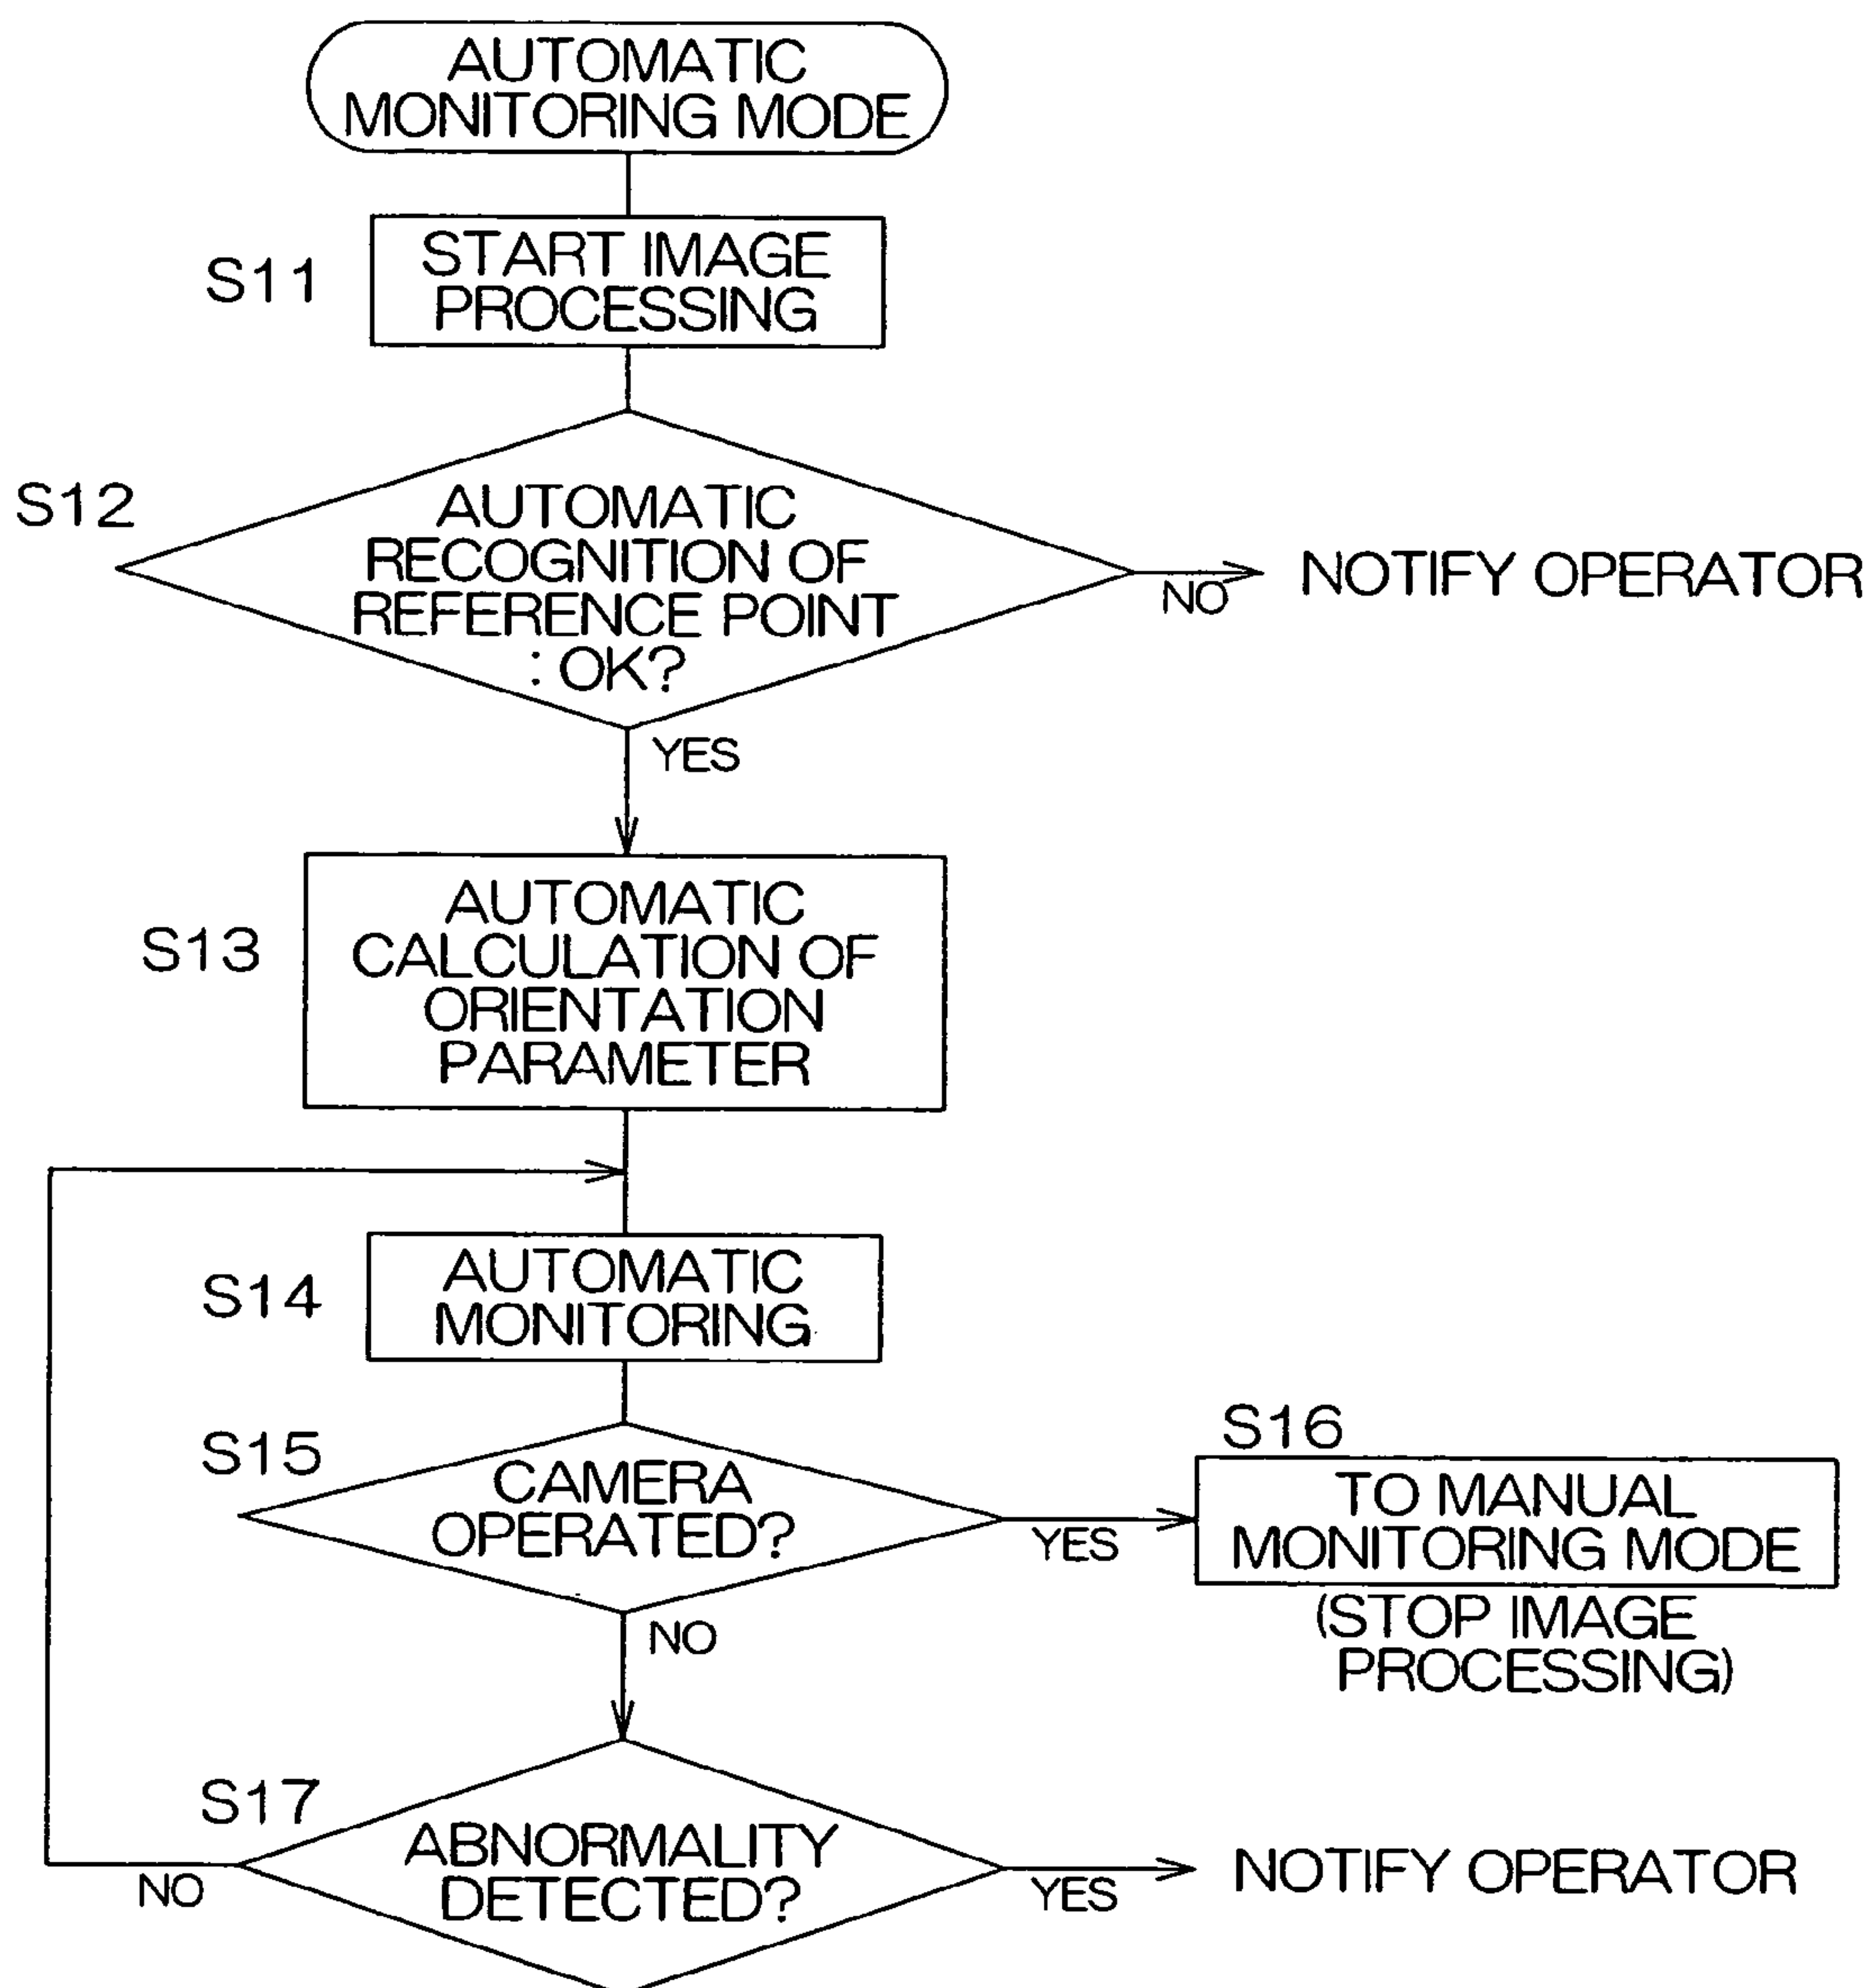 AUTOMATIC
MONITORING MODE
S11
START IMAGE
PROCESSING
S12
AUTOMATIC
RECOGNITION OF
REFERENCE POINT
: OK?
NO
NOTIFY OPERATOR
YES
S13
AUTOMATIC
CALCULATION OF
ORIENTATION
PARAMETER
S14
AUTOMATIC
MONITORING
S15
CAMERA
OPERATED?
YES
S16
TO MANUAL
MONITORING MODE
(STOP IMAGE
PROCESSING)
NO
S17
ABNORMALITY
DETECTED?
NO
YES
NOTIFY OPERATOR